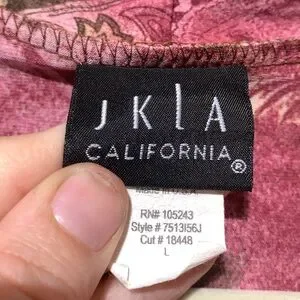 JKLA
CALIFORNIA®
RN# 105243
Style # 7513I56J
Cut # 18448
L